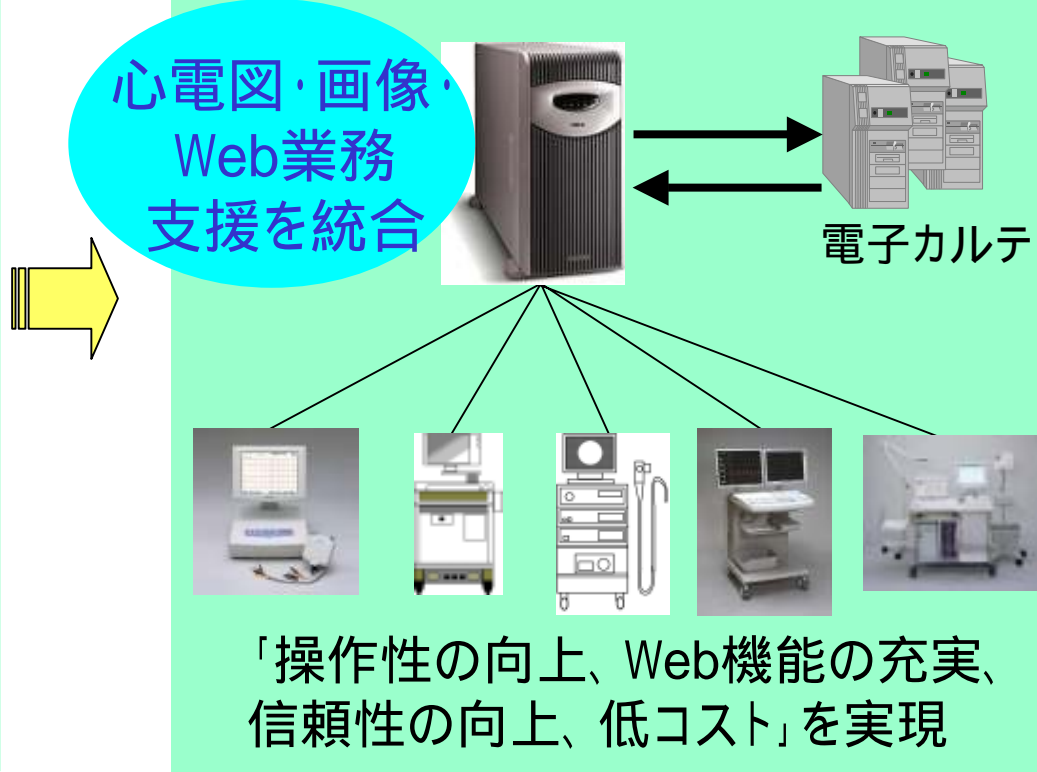 心電図・画像・
Web業務
支援を統合
電子カルテ
「操作性の向上、Web機能の充実、
信頼性の向上、低コスト」を実現